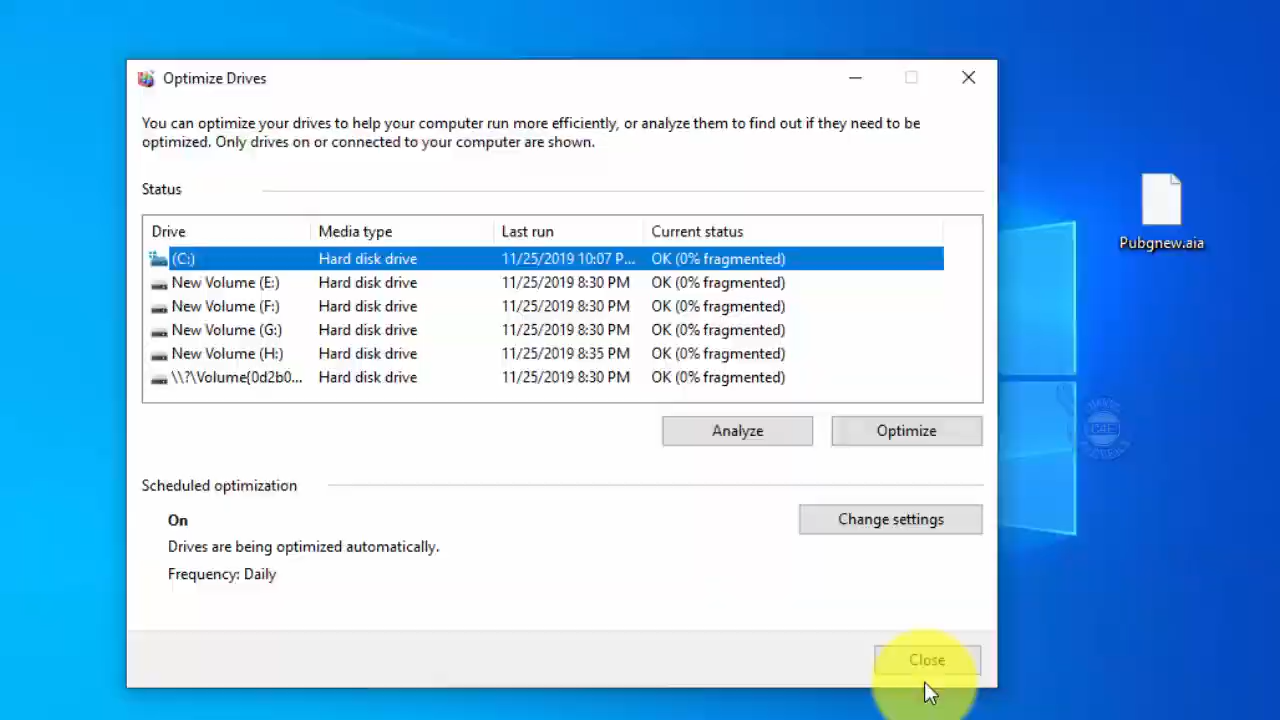 Optimize Drives
You can optimize your drives to help your computer run more efficiently, or analyze them to find out if they need to be
optimized. Only drives on or connected to your computer are shown.
Status
Drive Media type Last run Current status
(C:) Hard disk drive 11/25/2019 10:07 P... OK (0% fragmented)
New Volume (E:) Hard disk drive 11/25/2019 8:30 PM OK (0% fragmented)
New Volume (F:) Hard disk drive 11/25/2019 8:30 PM OK (0% fragmented)
New Volume (G:) Hard disk drive 11/25/2019 8:30 PM OK (0% fragmented)
New Volume (H:) Hard disk drive 11/25/2019 8:35 PM OK (0% fragmented)
\\?\Volume{0d2b0... Hard disk drive 11/25/2019 8:30 PM OK (0% fragmented)
Analyze Optimize
Scheduled optimization
On
Change settings
Drives are being optimized automatically.
Frequency: Daily
Close
Pubgnew.aia